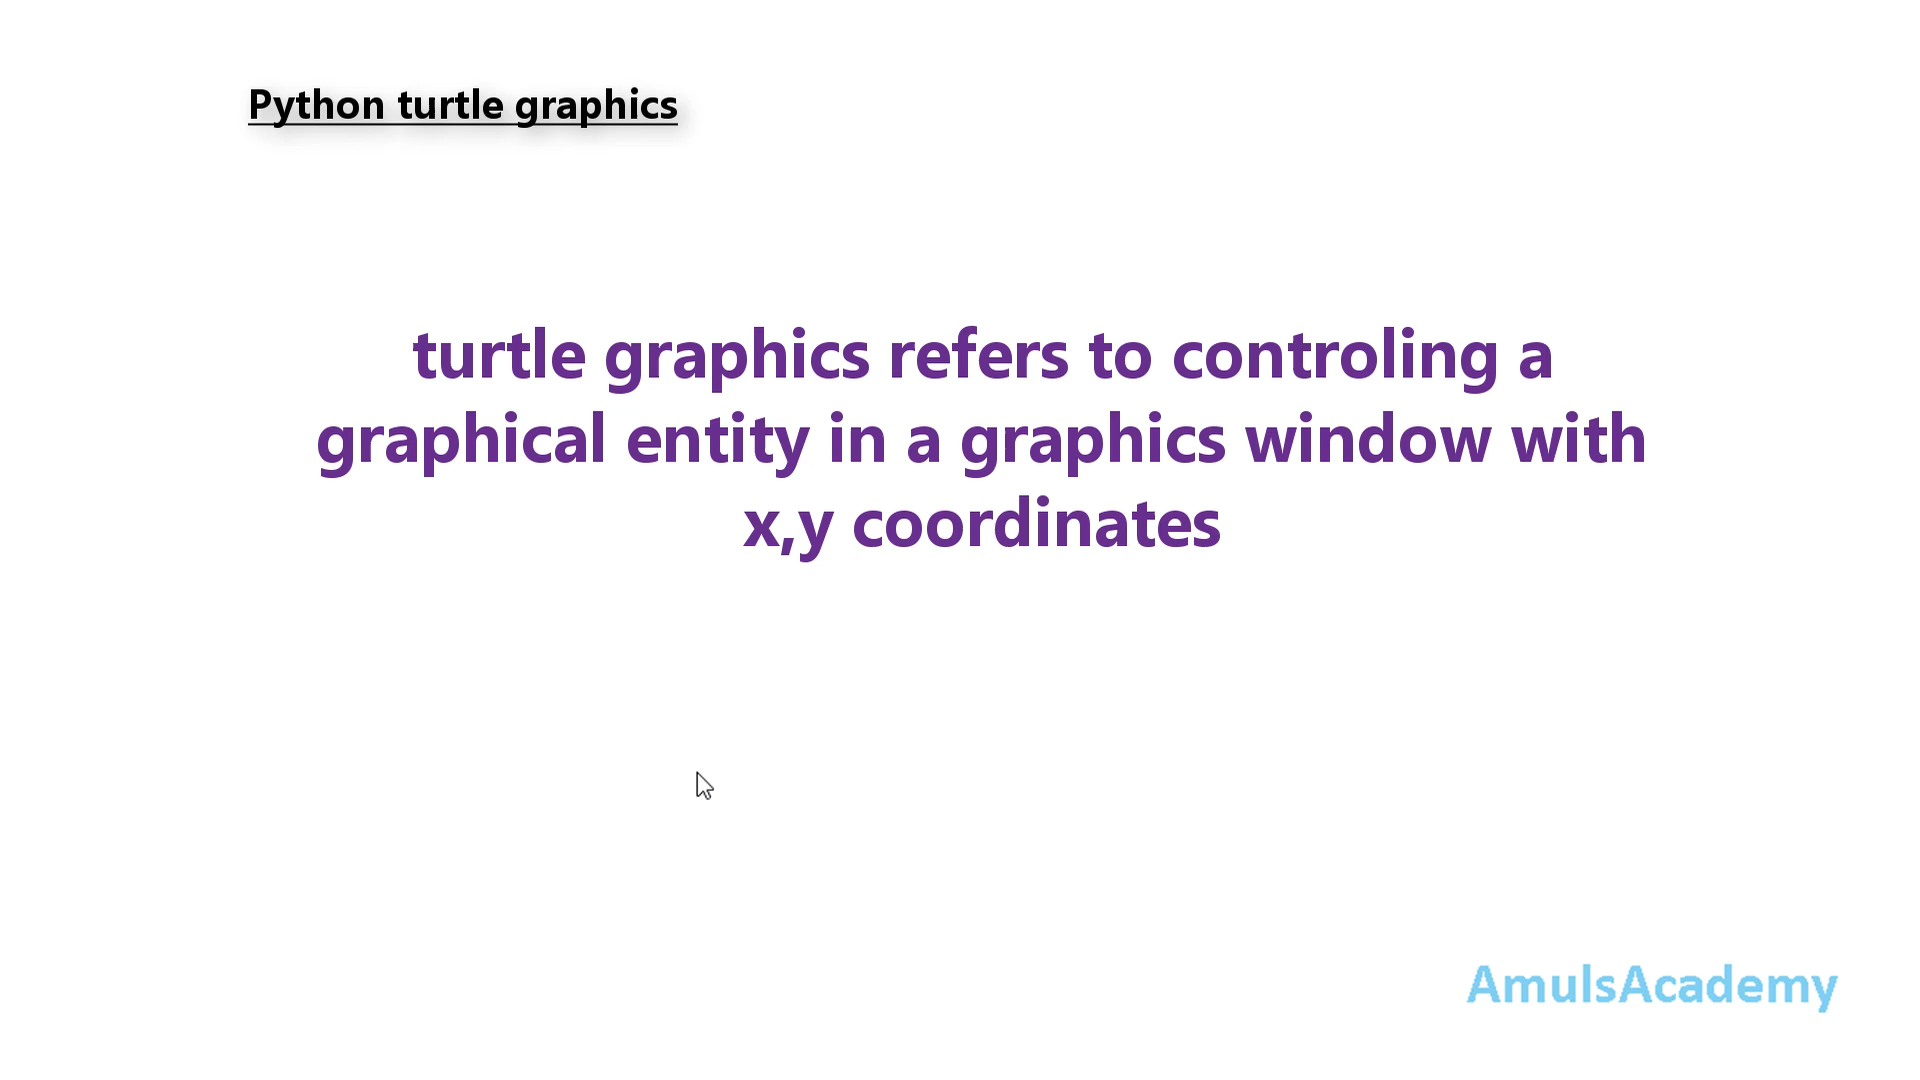 Python turtle graphics
turtle graphics refers to controling a
graphical entity in a graphics window with
x,y coordinates
AmulsAcademy